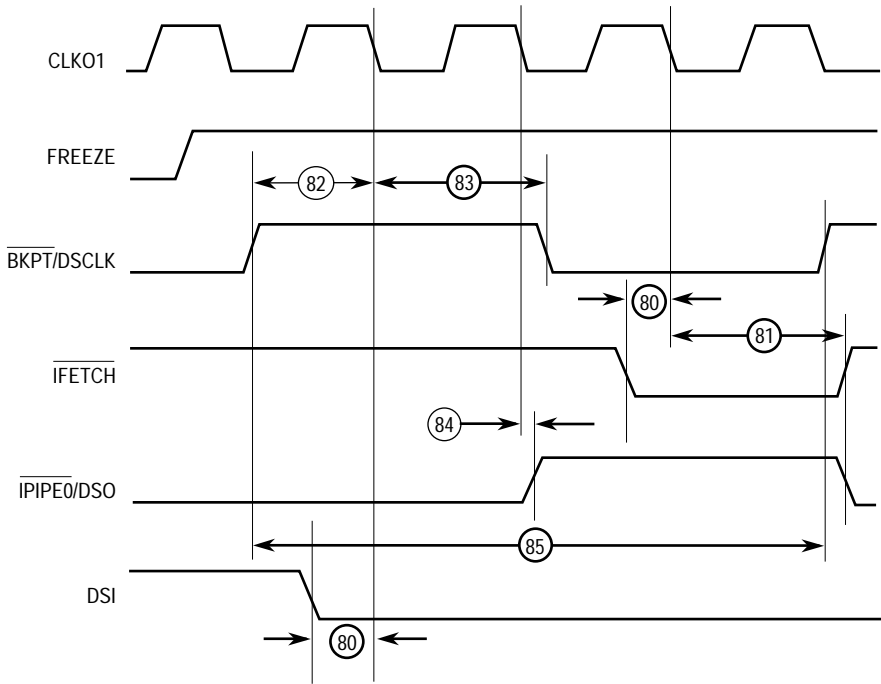 CLKO1
FREEZE
82
83
BKPT/DSCLK
80
81
IFETCH
84
IPIPE0/DSO
85
DSI
80